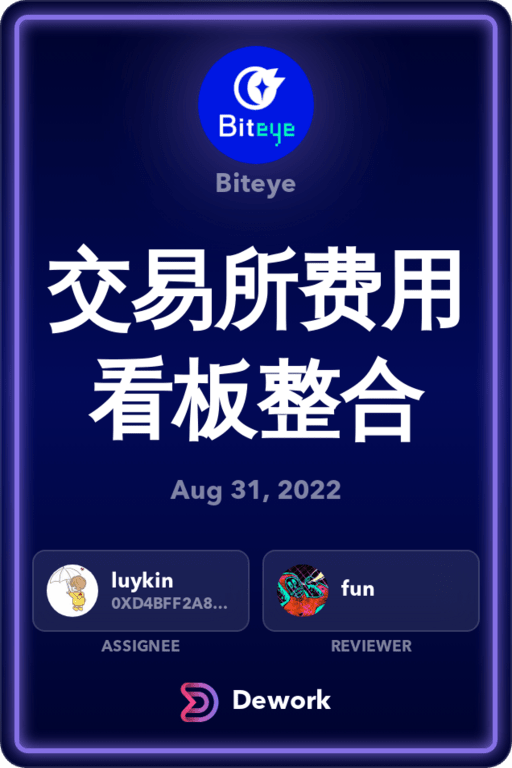 Biteye
Biteye
交易所费用
看板整合
Aug 31, 2022
luykin
0XD4BFF2A8...
fun
ASSIGNEE
REVIEWER
Dework